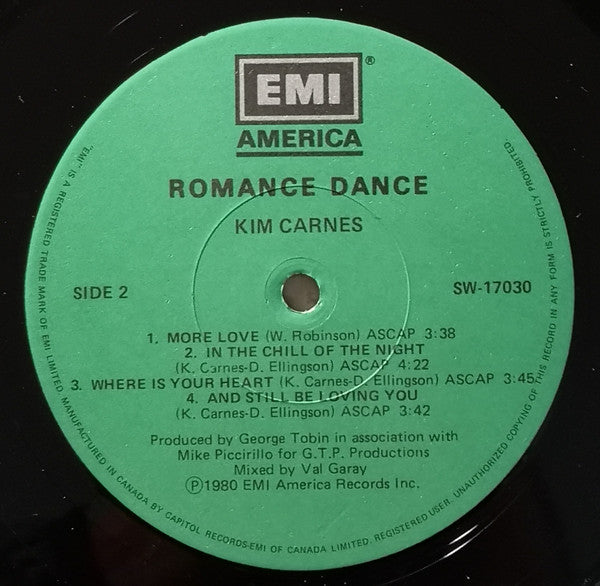 EMI ®
AMERICA
ROMANCE DANCE
KIM CARNES
SIDE 2
SW-17030
1. MORE LOVE (W. Robinson) ASCAP 3:38
2. IN THE CHILL OF THE NIGHT
(K. Carnes-D. Ellingson) ASCAP 4:22
3. WHERE IS YOUR HEART (K. Carnes-D. Ellingson) ASCAP 3:45
4. AND STILL BE LOVING YOU
(K. Carnes-D. Ellingson) ASCAP 3:42
Produced by George Tobin in association with
Mike Piccirillo for G.T.P. Productions
Mixed by Val Garay
Ⓟ1980 EMI America Records Inc.
"EMI" IS A REGISTERED TRADE MARK OF EMI LIMITED. MANUFACTURED IN CANADA BY CAPITOL RECORDS-EMI OF CANADA LIMITED. REGISTERED USER. UNAUTHORIZED COPYING OF THIS RECORD IN ANY FORM IS STRICTLY PROHIBITED.